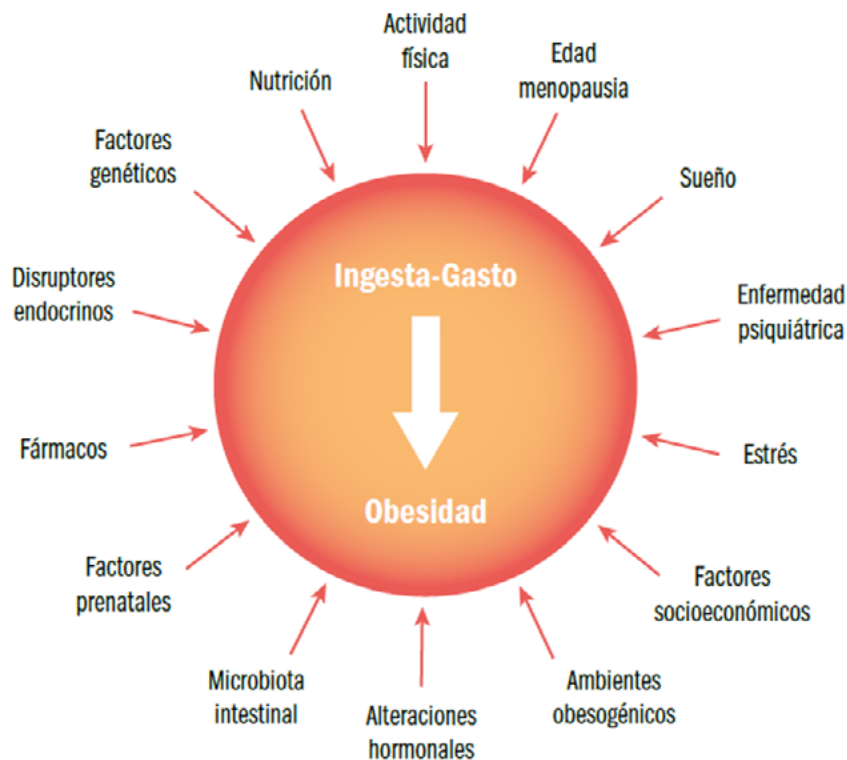 Actividad
física
Edad
menopausia
Sueño
Enfermedad
psiquiátrica
Estrés
Factores
socioeconómicos
Ambientes
obesogénicos
Alteraciones
hormonales
Microbiota
intestinal
Factores
prenatales
Fármacos
Disruptores
endocrinos
Factores
genéticos
Nutrición
Ingesta-Gasto
Obesidad